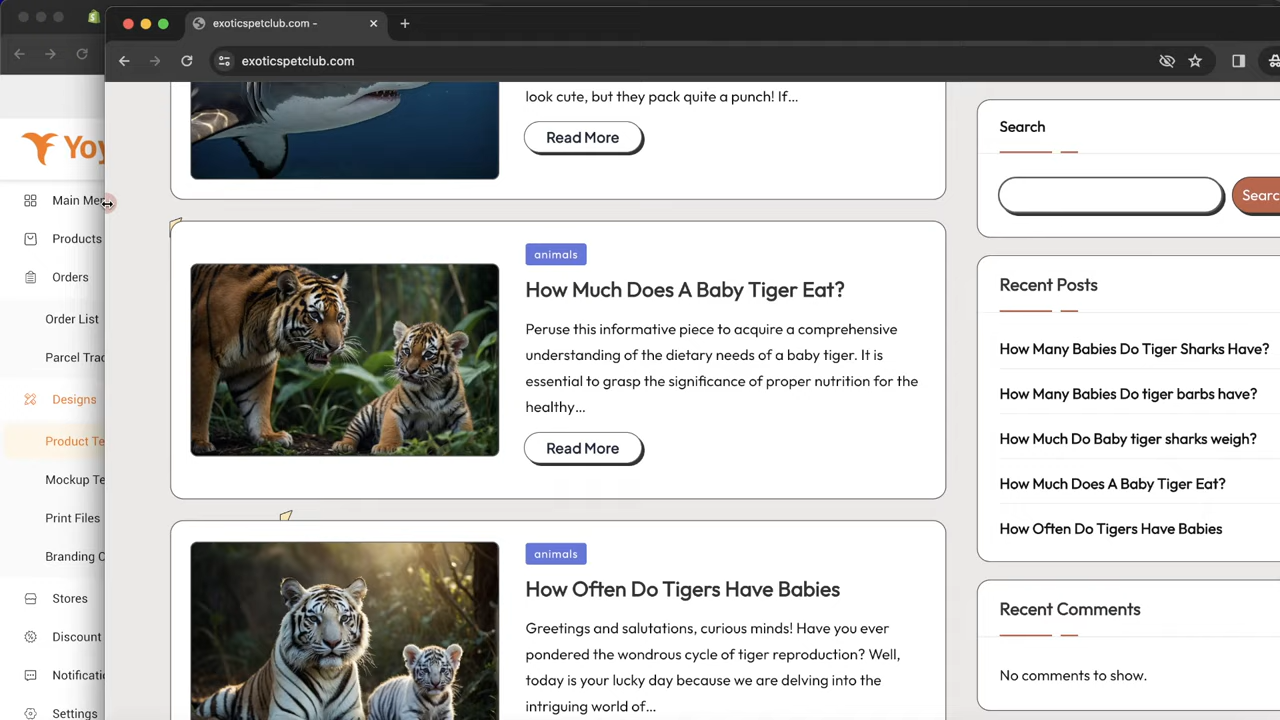 exoticspetclub.com -
exoticspetclub.com
Yoy
Main Men
Products
Orders
Order List
Parcel Trac
Designs
Product Te
Mockup Te
Print Files
Branding C
Stores
Discount
Notificati
Settings
look cute, but they pack quite a punch! If...
Read More
animals
How Much Does A Baby Tiger Eat?
Peruse this informative piece to acquire a comprehensive
understanding of the dietary needs of a baby tiger. It is
essential to grasp the significance of proper nutrition for the
healthy...
Read More
animals
How Often Do Tigers Have Babies
Greetings and salutations, curious minds! Have you ever
pondered the wondrous cycle of tiger reproduction? Well,
today is your lucky day because we are delving into the
intriguing world of...
Search
Searc
Recent Posts
How Many Babies Do Tiger Sharks Have?
How Many Babies Do tiger barbs have?
How Much Do Baby tiger sharks weigh?
How Much Does A Baby Tiger Eat?
How Often Do Tigers Have Babies
Recent Comments
No comments to show.